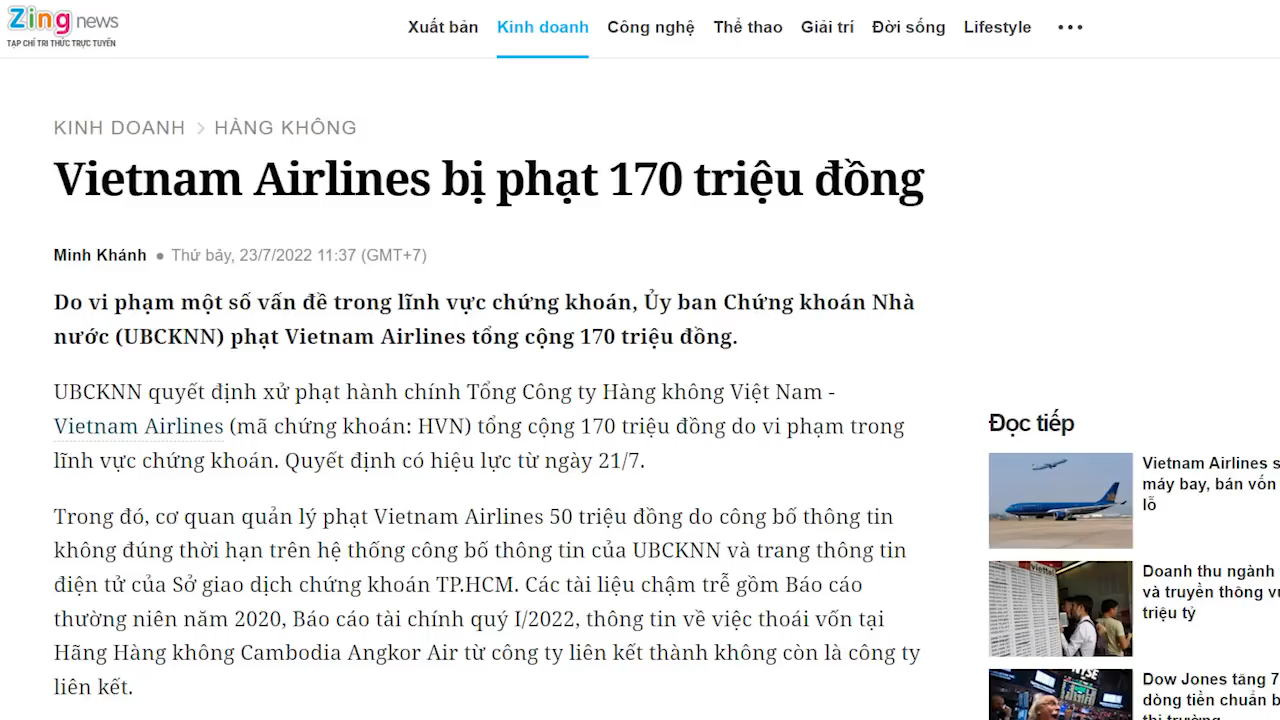 Zing news
TẠP CHÍ TRI THỨC TRỰC TUYẾN
Xuất bản Kinh doanh Công nghệ Thể thao Giải trí Đời sống Lifestyle •••
KINH DOANH > HÀNG KHÔNG
Vietnam Airlines bị phạt 170 triệu đồng
Minh Khánh • Thứ bảy, 23/7/2022 11:37 (GMT+7)
Do vi phạm một số vấn đề trong lĩnh vực chứng khoán, Ủy ban Chứng khoán Nhà
nước (UBCKNN) phạt Vietnam Airlines tổng cộng 170 triệu đồng.
UBCKNN quyết định xử phạt hành chính Tổng Công ty Hàng không Việt Nam -
Vietnam Airlines (mã chứng khoán: HVN) tổng cộng 170 triệu đồng do vi phạm trong
lĩnh vực chứng khoán. Quyết định có hiệu lực từ ngày 21/7.
Trong đó, cơ quan quản lý phạt Vietnam Airlines 50 triệu đồng do công bố thông tin
không đúng thời hạn trên hệ thống công bố thông tin của UBCKNN và trang thông tin
điện tử của Sở giao dịch chứng khoán TP.HCM. Các tài liệu chậm trễ gồm Báo cáo
thường niên năm 2020, Báo cáo tài chính quý I/2022, thông tin về việc thoái vốn tại
Hãng Hàng không Cambodia Angkor Air từ công ty liên kết thành không còn là công ty
liên kết.
Đọc tiếp
Vietnam Airlines s
máy bay, bán vốn
lỗ
Doanh thu ngành
và truyền thông v
triệu tỷ
Dow Jones tăng 7
dòng tiền chuẩn b
thị trường